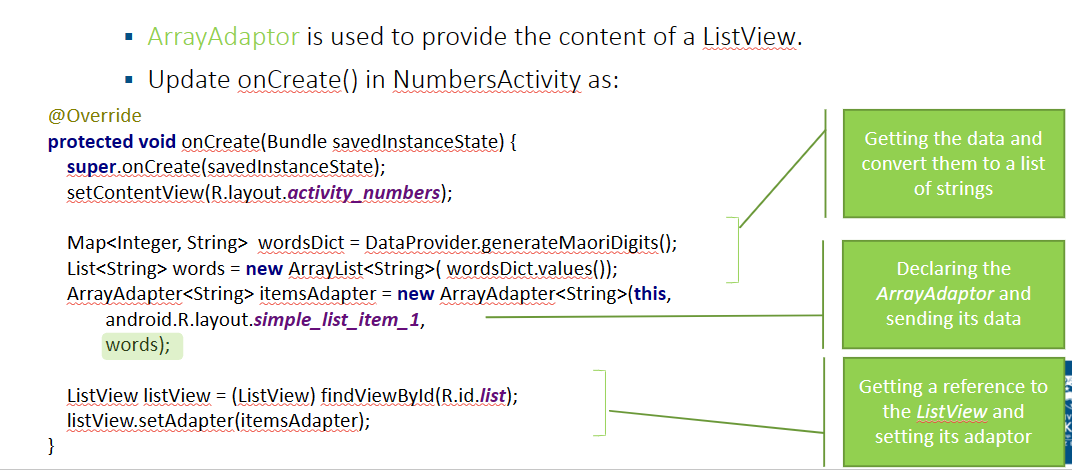 ArrayAdaptor is used to provide the content of a ListView.
Update onCreate() in NumbersActivity as:
@Override
protected void onCreate(Bundle savedInstanceState) {
super.onCreate(savedInstanceState);
setContentView(R.layout.activity_numbers);
Map<Integer, String> wordsDict = DataProvider.generateMaoriDigits();
List<String> words = new ArrayList<String>( wordsDict.values());
ArrayAdapter<String> itemsAdapter = new ArrayAdapter<String>(this,
android.R.layout.simple_list_item_1,
words);
ListView listView = (ListView) findViewById(R.id.list);
listView.setAdapter(itemsAdapter);
}
Getting the data and
convert them to a list
of strings
Declaring the
ArrayAdaptor and
sending its data
Getting a reference to
the ListView and
setting its adaptor